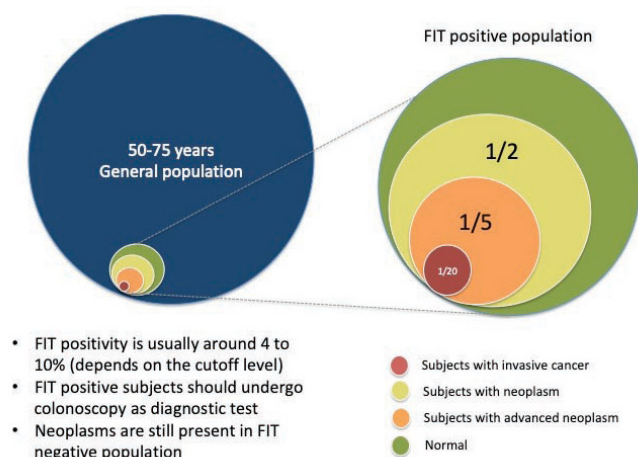 FIT positive population
50-75 years
General population
1/2
1/5
1/20
• FIT positivity is usually around 4 to
10% (depends on the cutoff level)
• FIT positive subjects should undergo
colonoscopy as diagnostic test
• Neoplasms are still present in FIT
negative population
Subjects with invasive cancer
Subjects with neoplasm
Subjects with advanced neoplasm
Normal